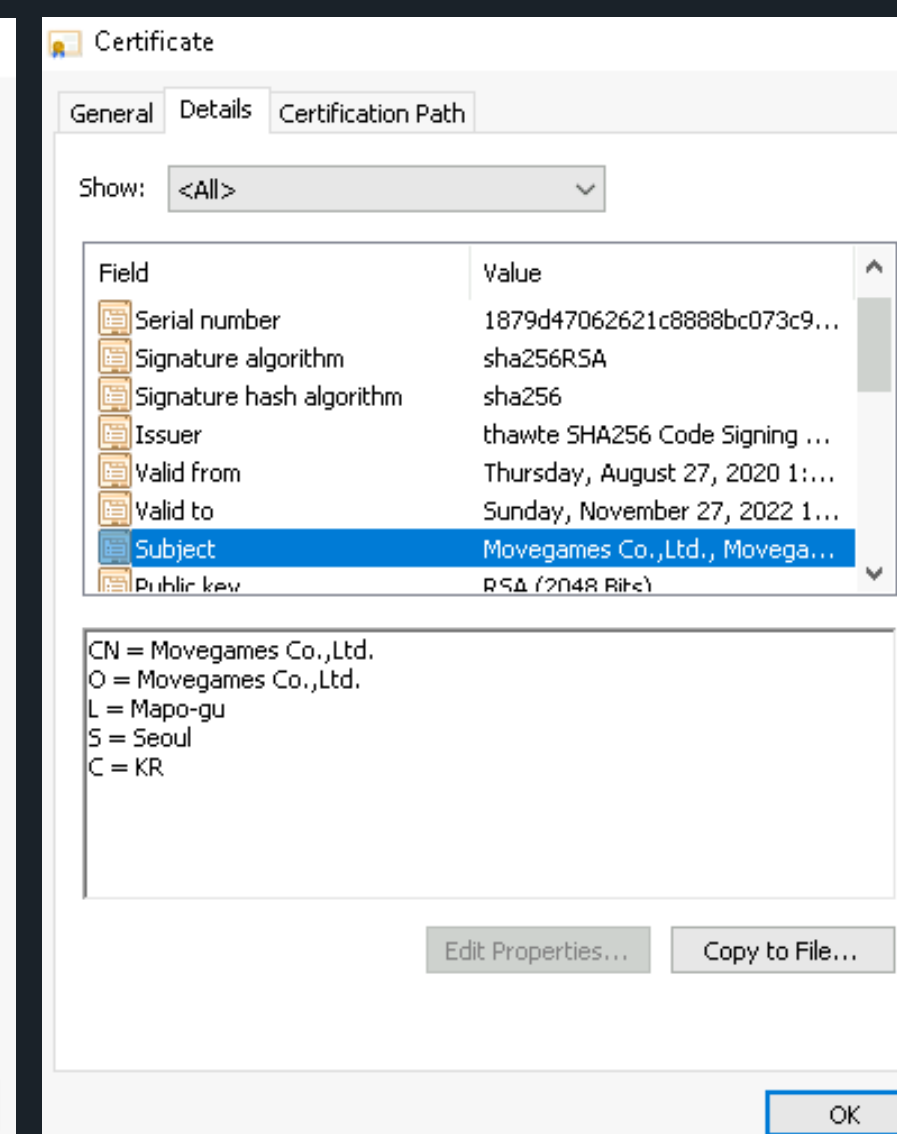 Certificate
General Details Certification Path
Show: <All>
Field Value
Serial number 1879d47062621c8888bc073c9...
Signature algorithm sha256RSA
Signature hash algorithm sha256
Issuer thawte SHA256 Code Signing ...
Valid from Thursday, August 27, 2020 1:...
Valid to Sunday, November 27, 2022 1...
Subject Movegames Co.,Ltd., Movega...
Public key RSA (2048 Bits)
CN = Movegames Co.,Ltd.
O = Movegames Co.,Ltd.
L = Mapo-gu
S = Seoul
C = KR
Edit Properties... Copy to File...
OK